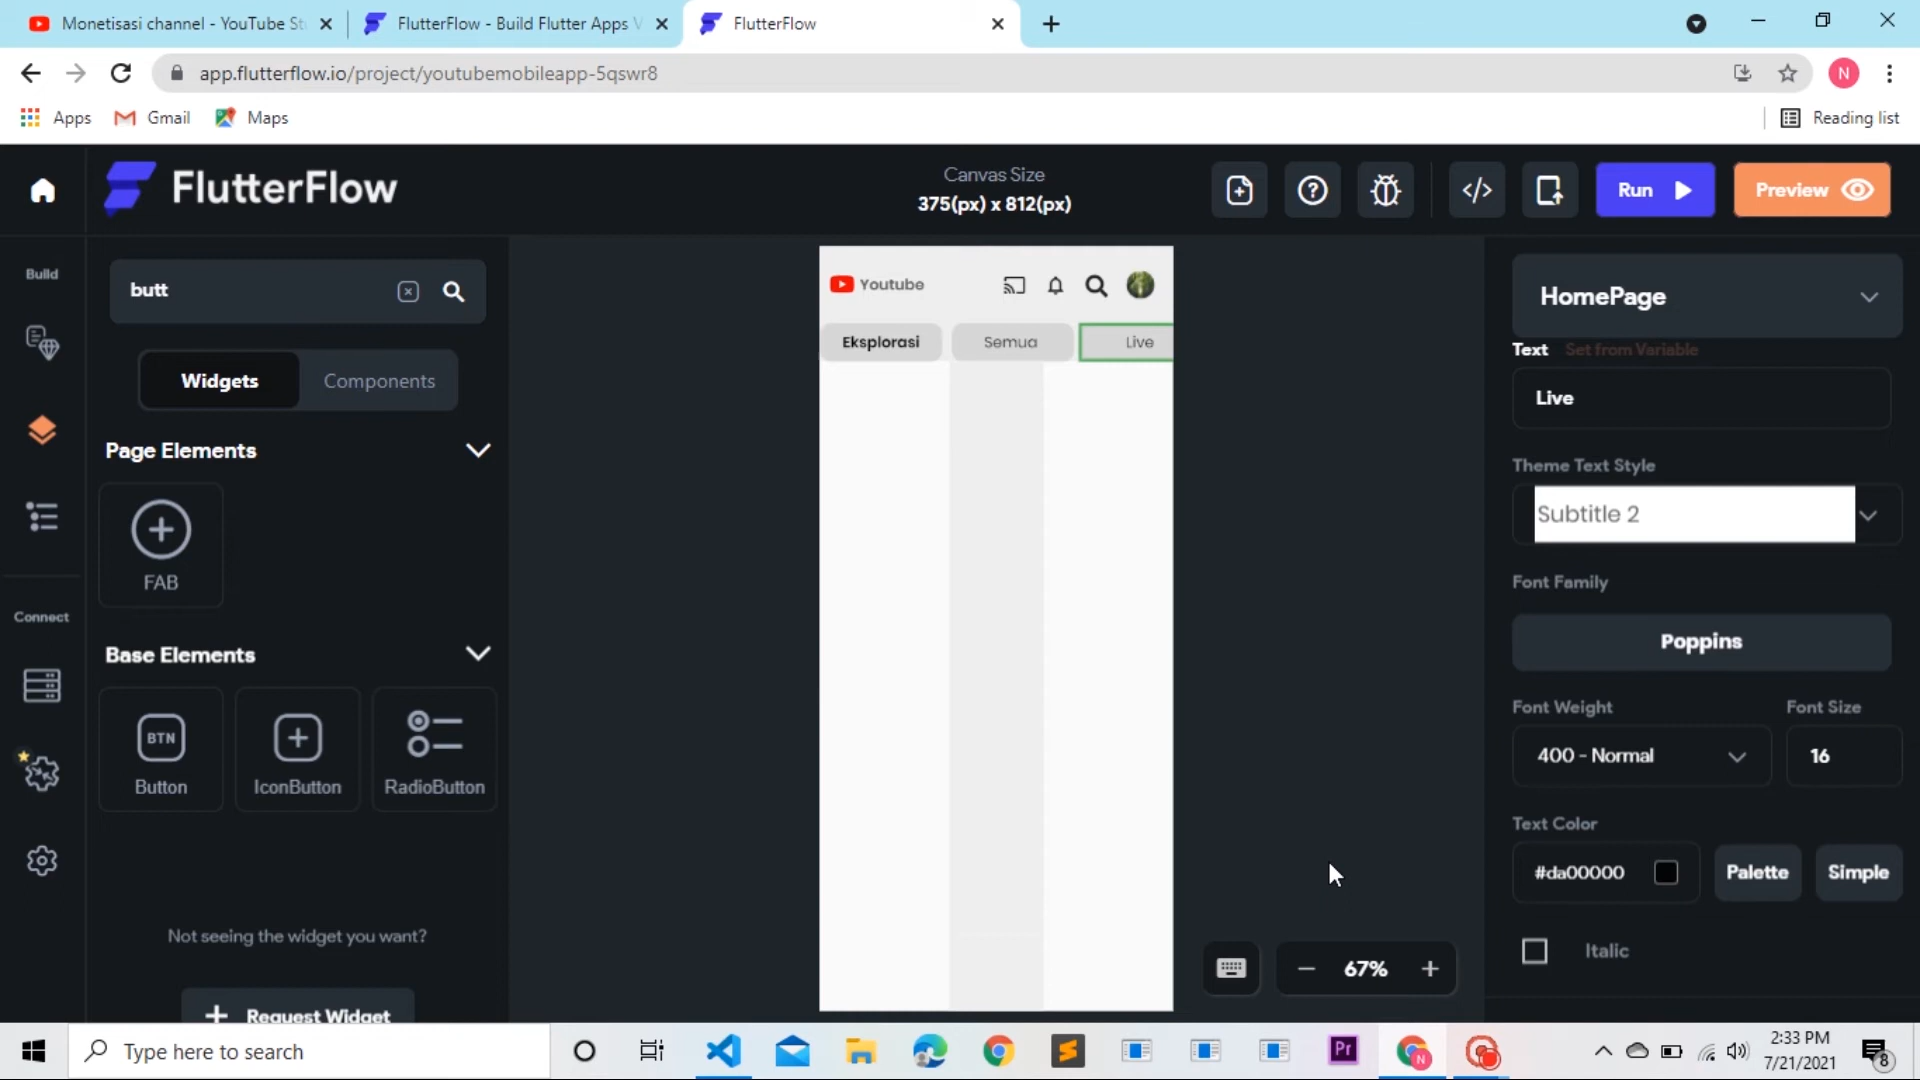 Monetisasi channel - YouTube St
FlutterFlow - Build Flutter Apps V
FlutterFlow
app.flutterflow.io/project/youtubemobileapp-5qswr8
N
Apps
Gmail
Maps
Reading list
FlutterFlow
Canvas Size
375(px) x 812(px)
Run
Preview
Build
butt
Widgets
Components
Page Elements
FAB
Base Elements
BTN
Button
IconButton
RadioButton
Connect
Not seeing the widget you want?
+ Request Widget
Youtube
Eksplorasi
Semua
Live
67%
HomePage
Text
Set from Variable
Live
Theme Text Style
Subtitle 2
Font Family
Poppins
Font Weight
Font Size
400 - Normal
16
Text Color
#da00000
Palette
Simple
Italic
Type here to search
Pr
N
2:33 PM
7/21/2021
8